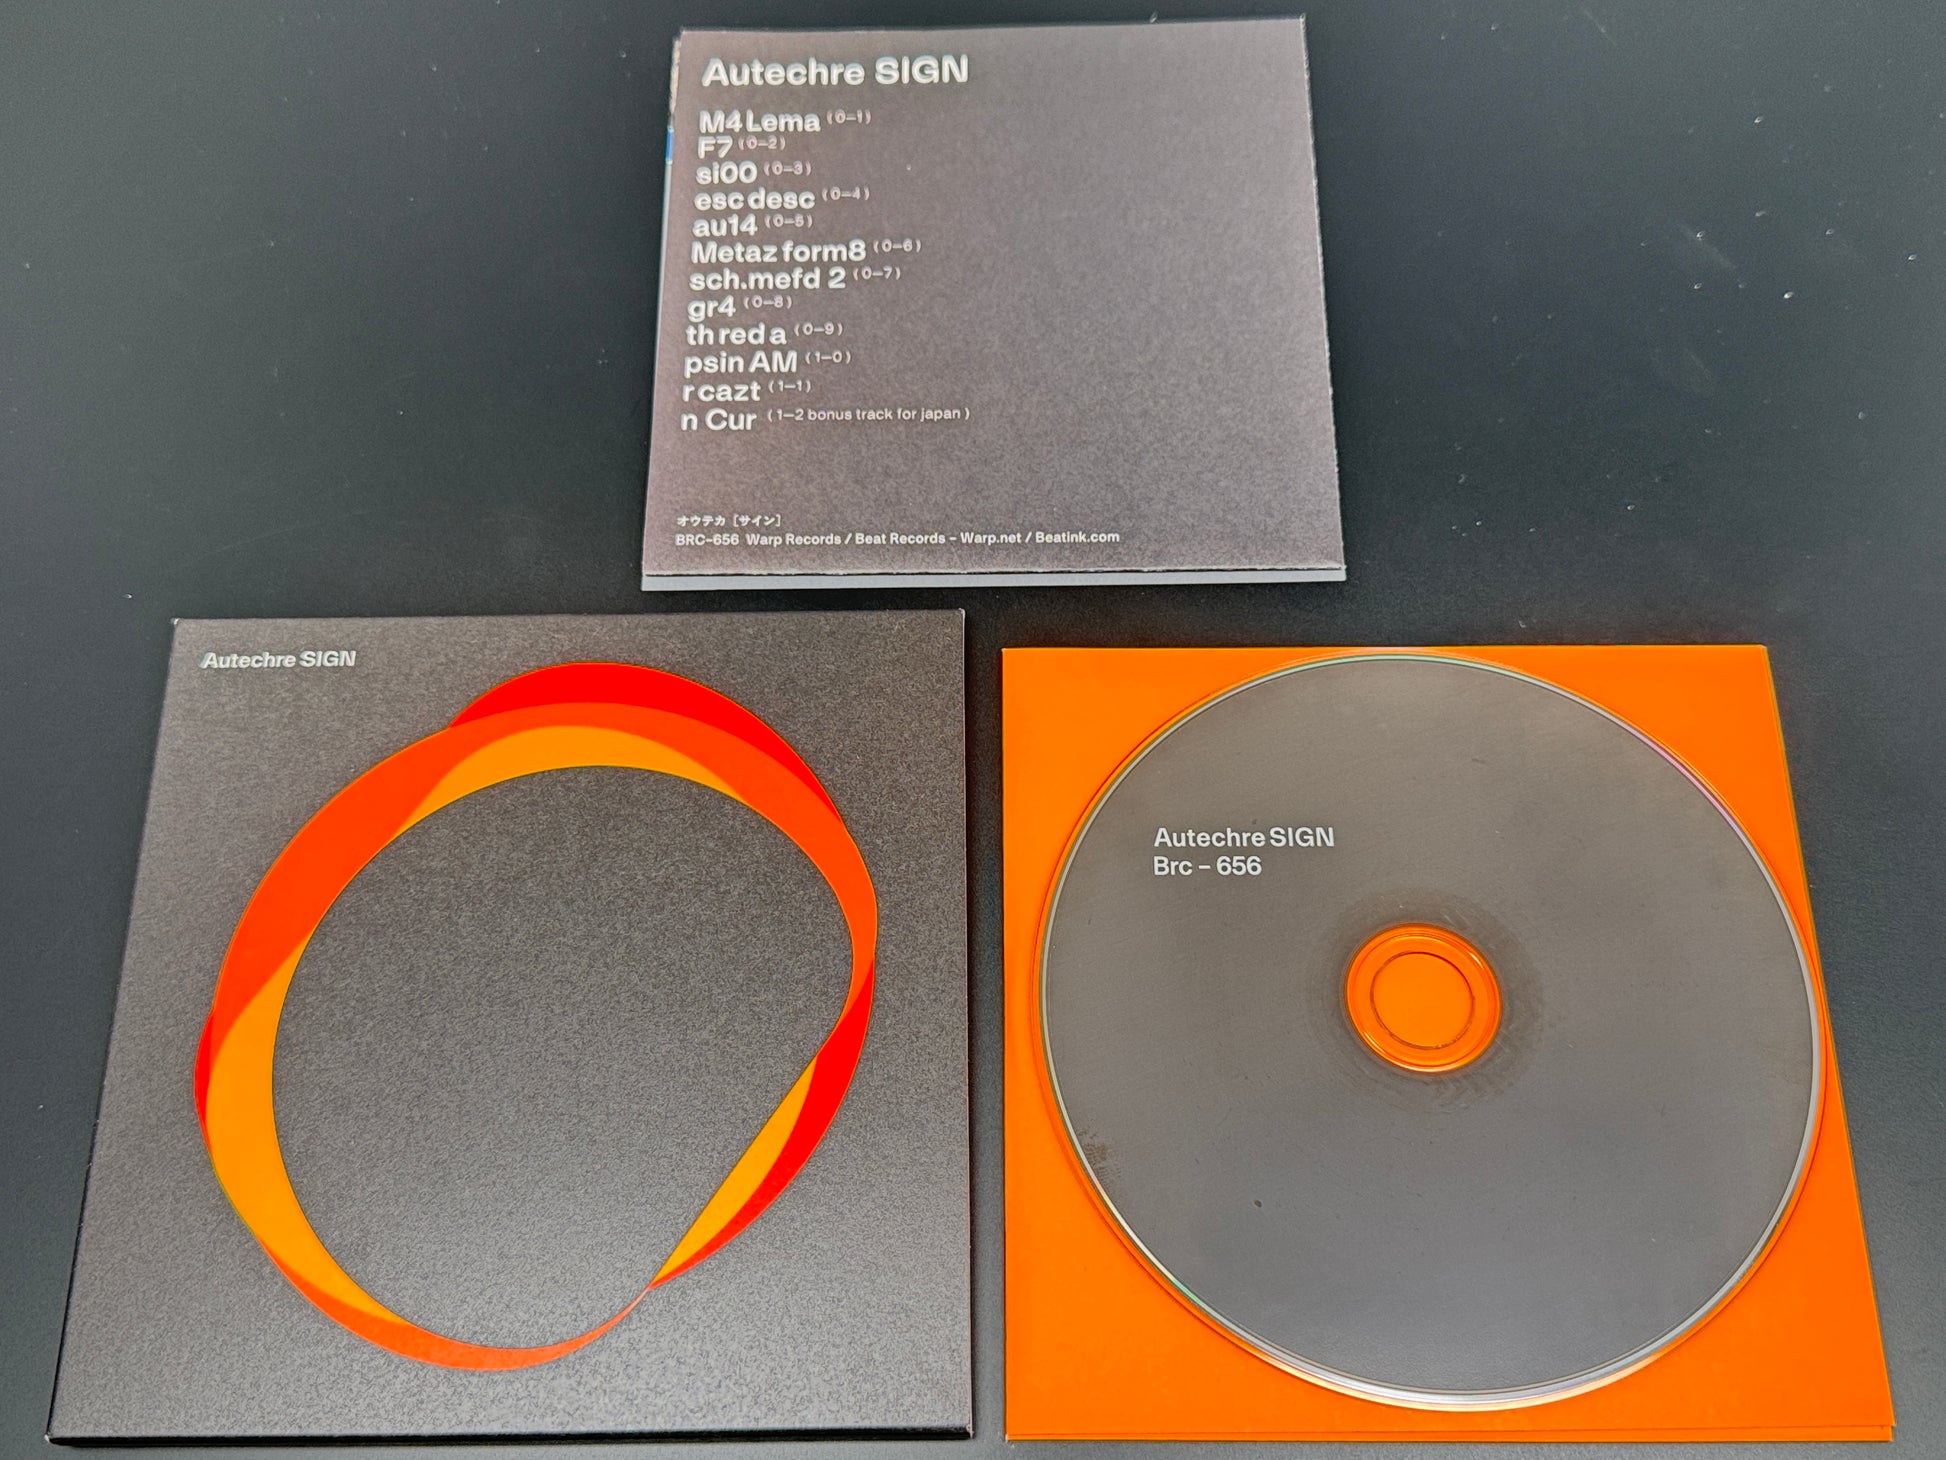 Autechre SIGN
M4 Lema (0–1)
F7 (0–2)
si00 (0–3)
esc desc (0–4)
au14 (0–5)
Metaz form8 (0–6)
sch.mefd 2 (0–7)
gr4 (0–8)
th red a (0–9)
psin AM (1–0)
r cazt (1–1)
n Cur (1–2 bonus track for japan)
オウテカ［サイン］
BRC–656 Warp Records / Beat Records – Warp.net / Beatink.com
Autechre SIGN
Autechre SIGN
Brc – 656